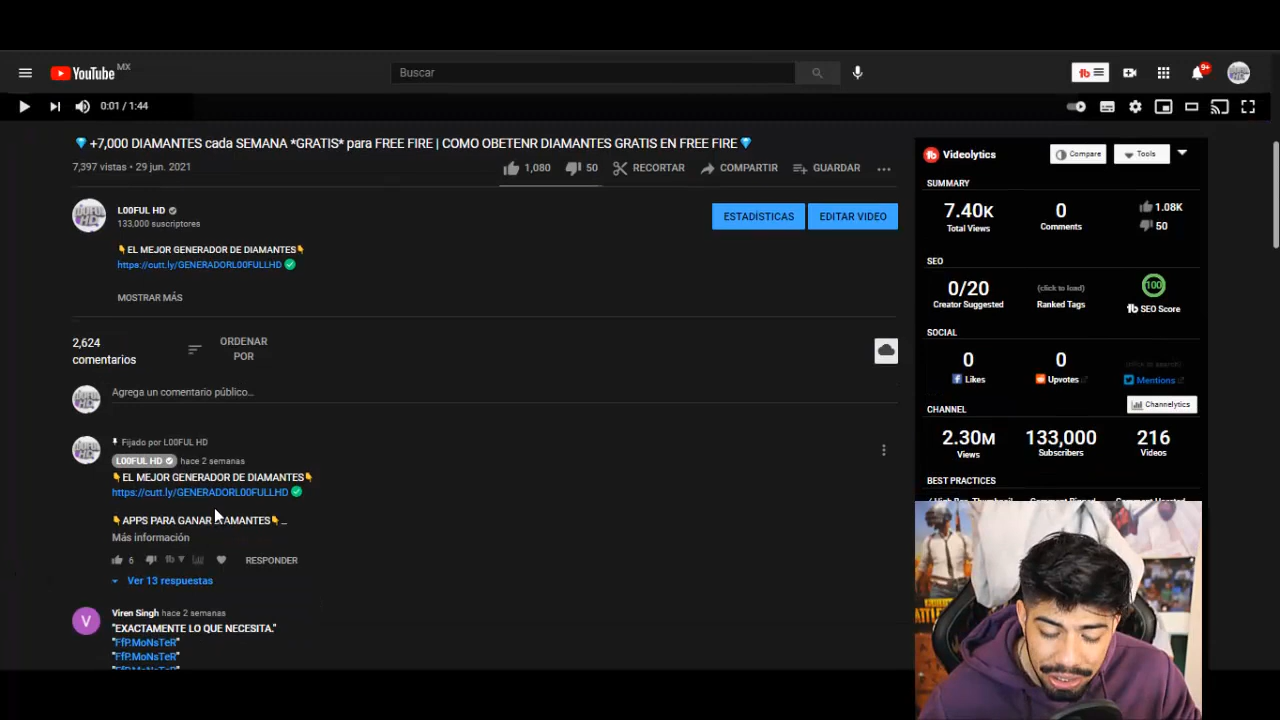 YouTube MX
Buscar
9+
0:01 / 1:44
💎 +7,000 DIAMANTES cada SEMANA *GRATIS* para FREE FIRE | COMO OBETENR DIAMANTES GRATIS EN FREE FIRE💎
7,397 vistas • 29 jun. 2021
1,080
50
RECORTAR
COMPARTIR
GUARDAR
L00FUL HD
133,000 suscriptores
ESTADÍSTICAS
EDITAR VIDEO
👇EL MEJOR GENERADOR DE DIAMANTES👇
https://cutt.ly/GENERADORL00FULLHD ✅
MOSTRAR MÁS
2,624
comentarios
ORDENAR
POR
Agrega un comentario público...
Fijado por L00FUL HD
L00FUL HD hace 2 semanas
👇EL MEJOR GENERADOR DE DIAMANTES👇
https://cutt.ly/GENERADORL00FULLHD ✅
👇APPS PARA GANAR DIAMANTES👇...
Más información
6
RESPONDER
Ver 13 respuestas
V
Viren Singh hace 2 semanas
"EXACTAMENTE LO QUE NECESITA."
"FfP.MoNsTeR"
"FfP.MoNsTeR"
"FfP.MoNsTeR"
Videolytics
Compare
Tools
SUMMARY
7.40K
Total Views
0
Comments
1.08K
50
SEO
0/20
Creator Suggested
(click to load)
Ranked Tags
100
SEO Score
SOCIAL
0
Likes
0
Upvotes
Mentions
Channelytics
CHANNEL
2.30M
Views
133,000
Subscribers
216
Videos
BEST PRACTICES